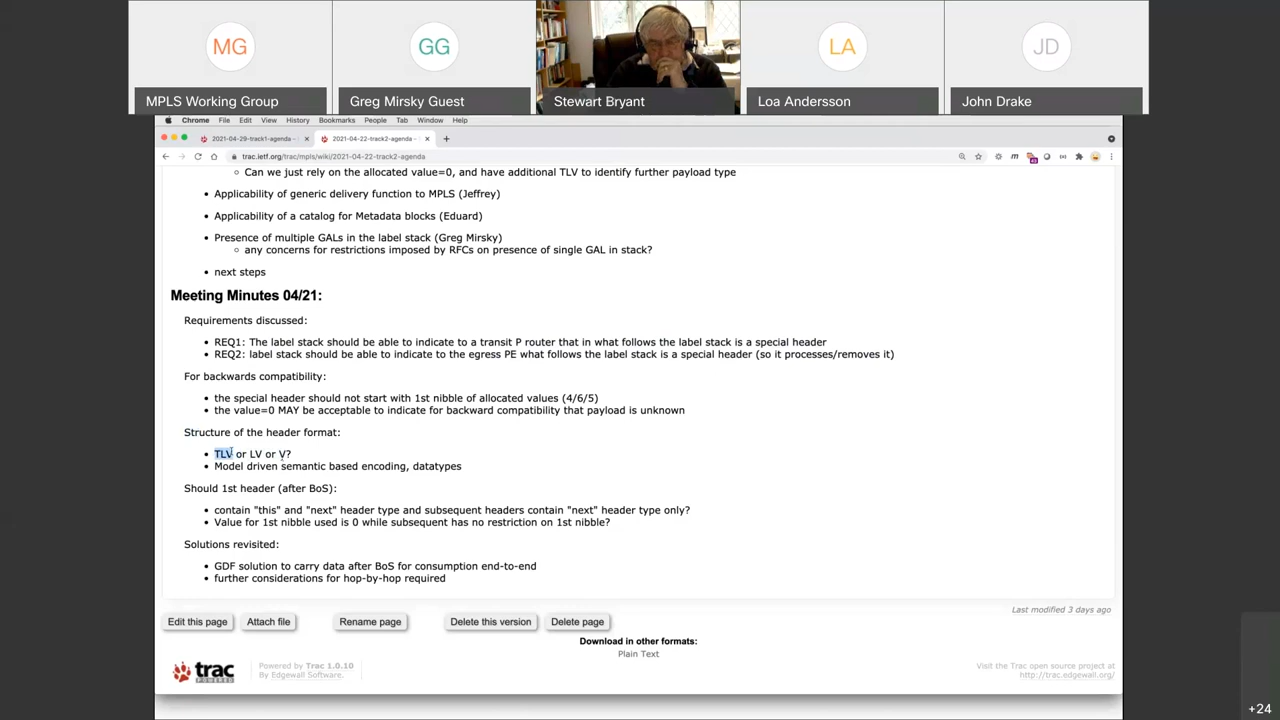 MG
GG
LA
JD
MPLS Working Group
Greg Mirsky Guest
Stewart Bryant
Loa Andersson
John Drake
Chrome File Edit View History Bookmarks People Tab Window Help
2021-04-29-track1-agenda -
2021-04-22-track2-agenda -
trac.ietf.org/trac/mpls/wiki/2021-04-22-track2-agenda
Can we just rely on the allocated value=0, and have additional TLV to identify further payload type
Applicability of generic delivery function to MPLS (Jeffrey)
Applicability of a catalog for Metadata blocks (Eduard)
Presence of multiple GALs in the label stack (Greg Mirsky)
any concerns for restrictions imposed by RFCs on presence of single GAL in stack?
next steps
Meeting Minutes 04/21:
Requirements discussed:
REQ1: The label stack should be able to indicate to a transit P router that in what follows the label stack is a special header
REQ2: label stack should be able to indicate to the egress PE what follows the label stack is a special header (so it processes/removes it)
For backwards compatibility:
the special header should not start with 1st nibble of allocated values (4/6/5)
the value=0 MAY be acceptable to indicate for backward compatibility that payload is unknown
Structure of the header format:
TLV or LV or V?
Model driven semantic based encoding, datatypes
Should 1st header (after BoS):
contain "this" and "next" header type and subsequent headers contain "next" header type only?
Value for 1st nibble used is 0 while subsequent has no restriction on 1st nibble?
Solutions revisited:
GDF solution to carry data after BoS for consumption end-to-end
further considerations for hop-by-hop required
Last modified 3 days ago
Edit this page
Attach file
Rename page
Delete this version
Delete page
Download in other formats:
Plain Text
trac
POWERED
Powered by Trac 1.0.10
By Edgewall Software.
Visit the Trac open source project at
http://trac.edgewall.org/
+24